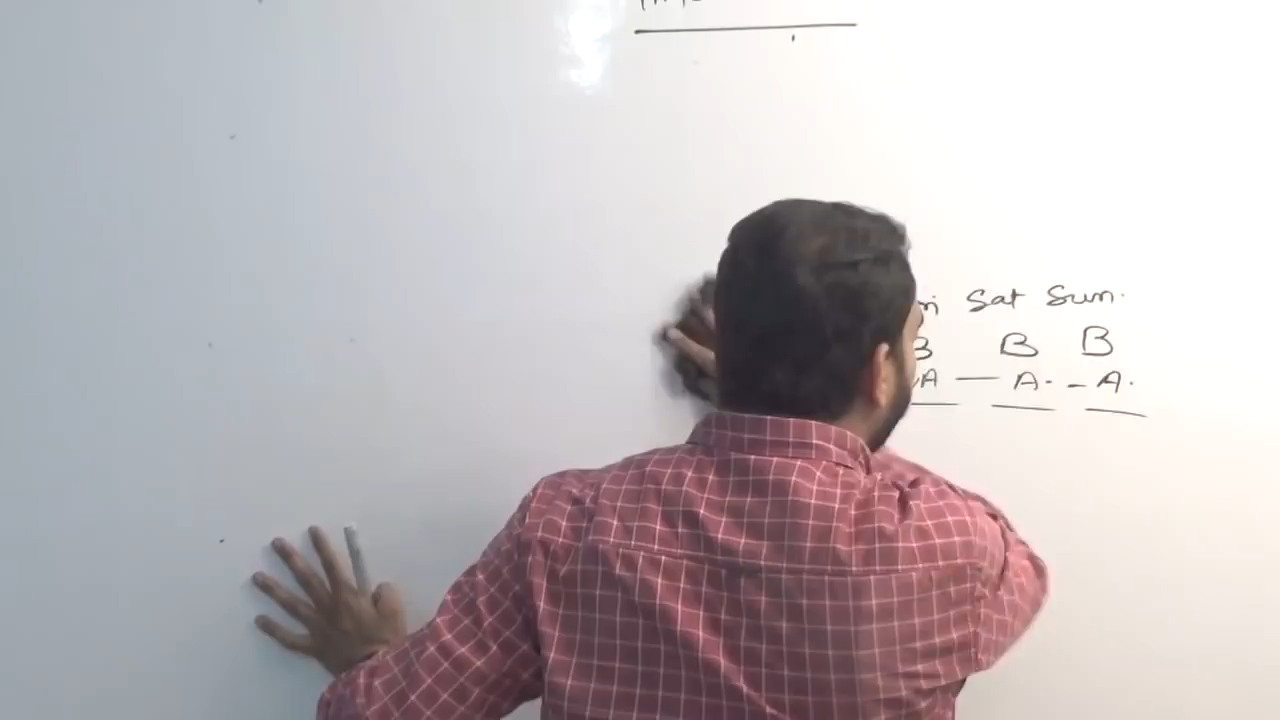 Sat Sun.
B B
A — A. - A.